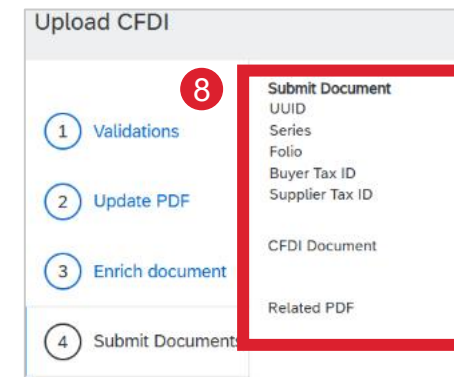 Upload CFDI
8
1 Validations
2 Update PDF
3 Enrich document
4 Submit Documents
Submit Document
UUID
Series
Folio
Buyer Tax ID
Supplier Tax ID
CFDI Document
Related PDF